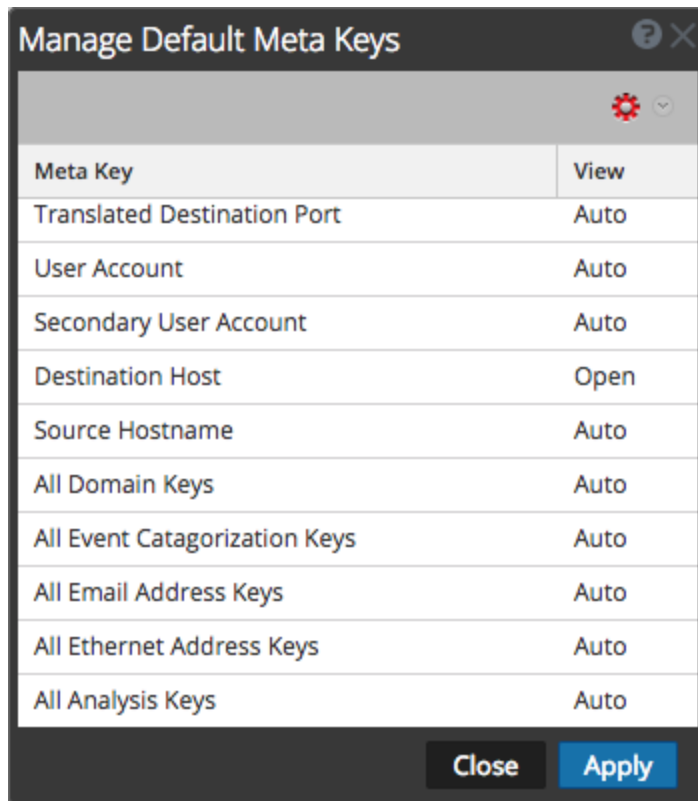 Manage Default Meta Keys
Meta Key View
Translated Destination Port Auto
User Account Auto
Secondary User Account Auto
Destination Host Open
Source Hostname Auto
All Domain Keys Auto
All Event Catagorization Keys Auto
All Email Address Keys Auto
All Ethernet Address Keys Auto
All Analysis Keys Auto
Close Apply